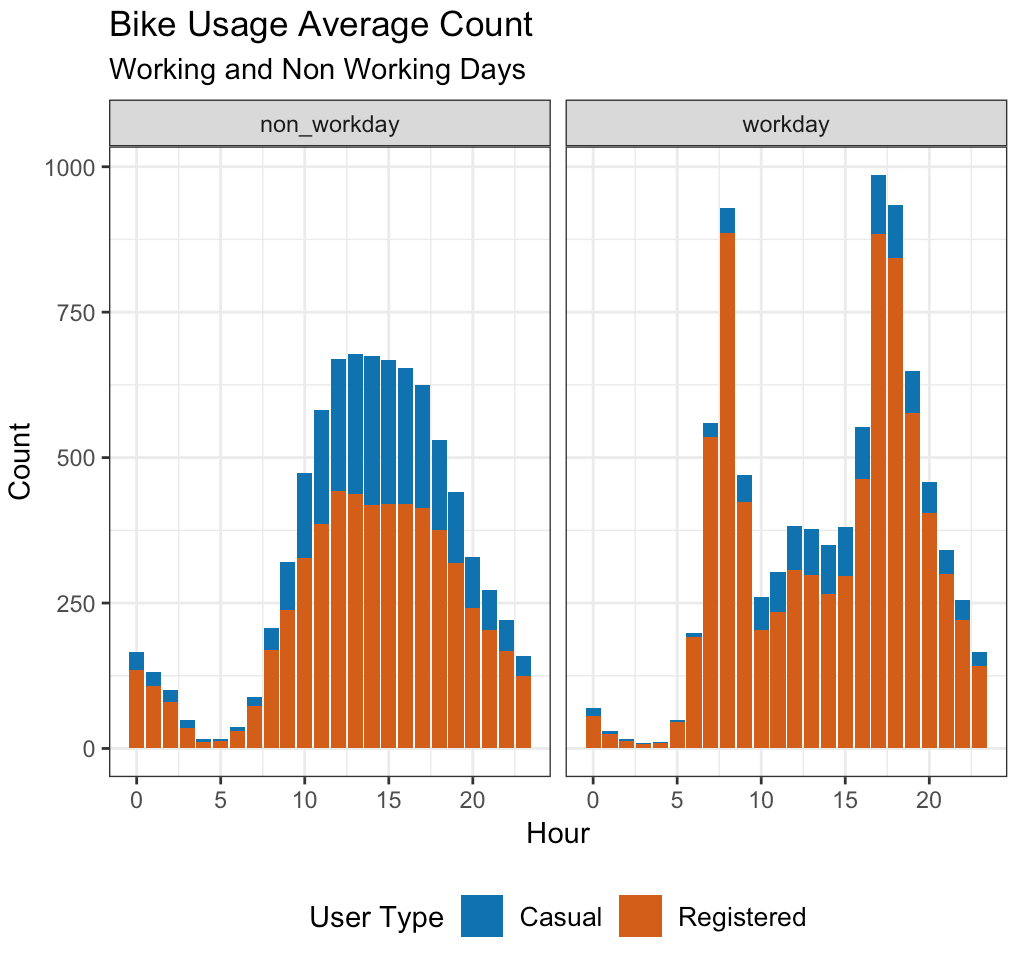 Bike Usage Average Count
Working and Non Working Days
non_workday workday
1000
750
500
250
0
Count
0 5 10 15 20 0 5 10 15 20
Hour
User Type Casual Registered